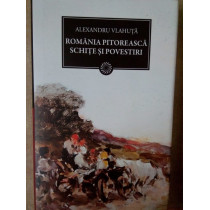 ALEXANDRU VLAHUȚĂ
ROMÂNIA PITOREASCĂ
SCHIȚE ȘI POVESTIRI